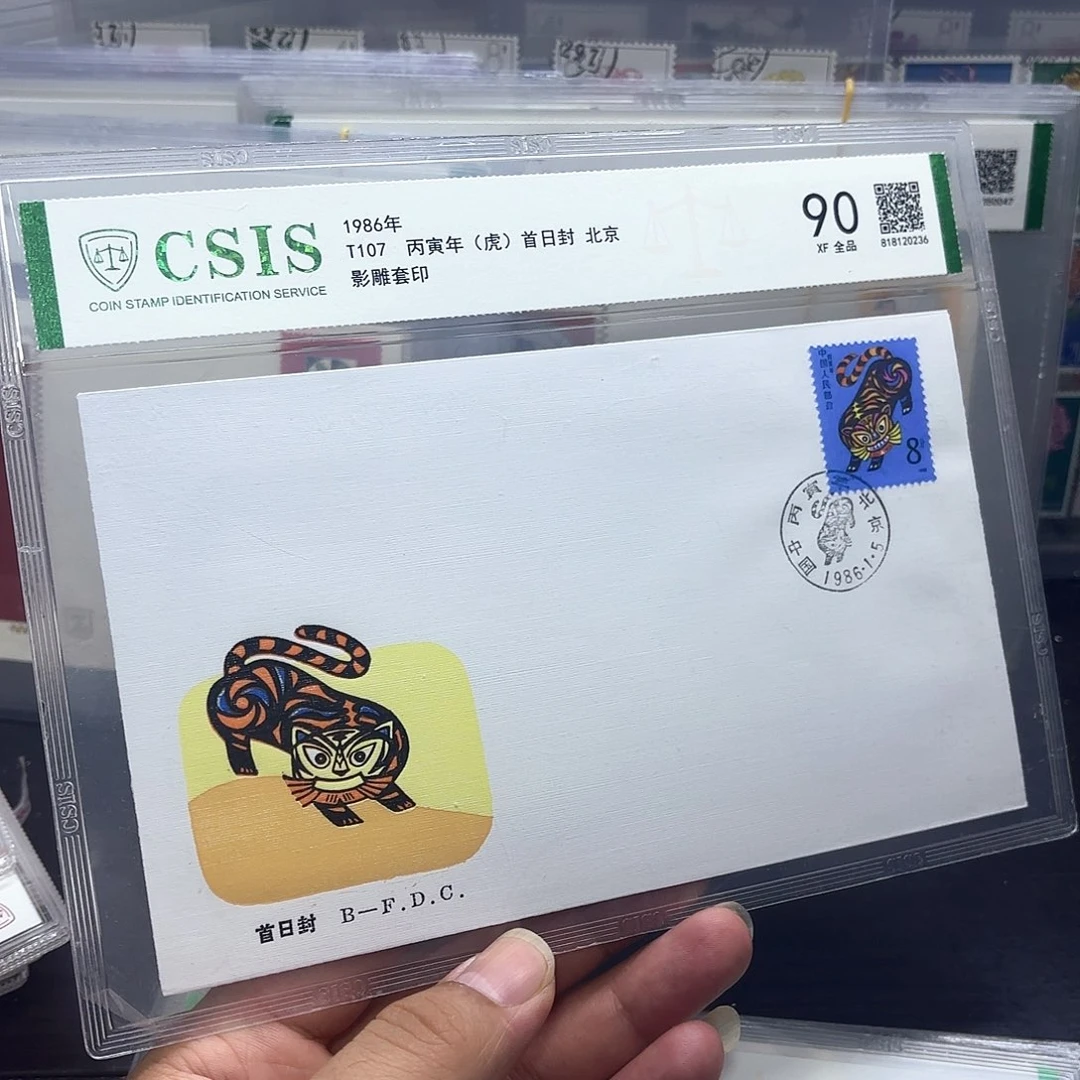 CSIS
COIN STAMP IDENTIFICATION SERVICE
1986年
T107 丙寅年（虎）首日封 北京
影雕套印
90
XF 全品
818120236
中国人民邮政
8
中国 丙寅年 北京
1986·1·5
首日封 B—F.D.C.